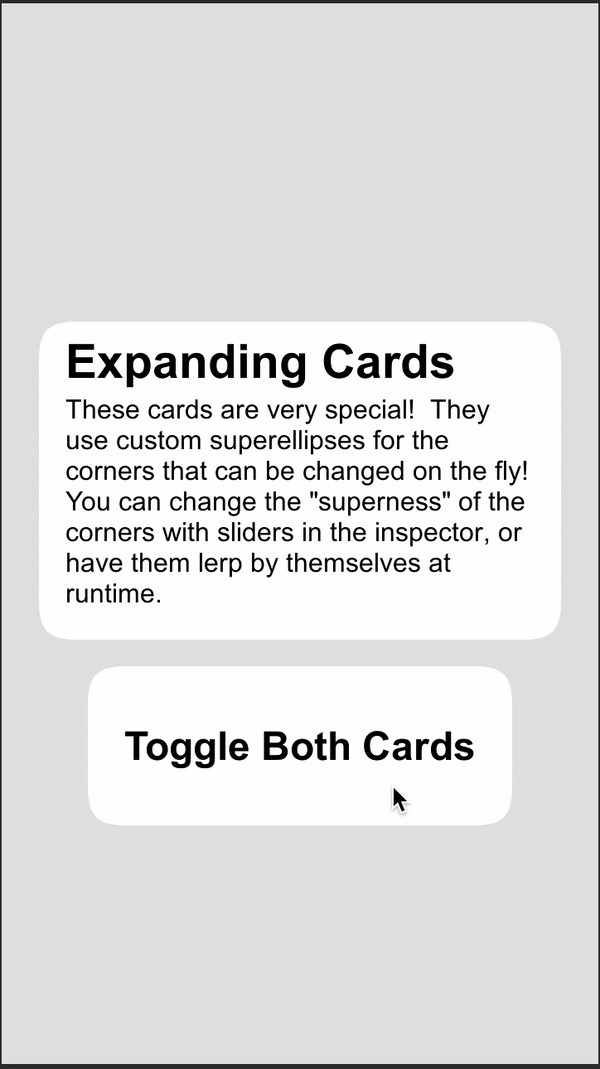 Expanding Cards
These cards are very special!  They
use custom superellipses for the
corners that can be changed on the fly!
You can change the "superness" of the
corners with sliders in the inspector, or
have them lerp by themselves at
runtime.
Toggle Both Cards